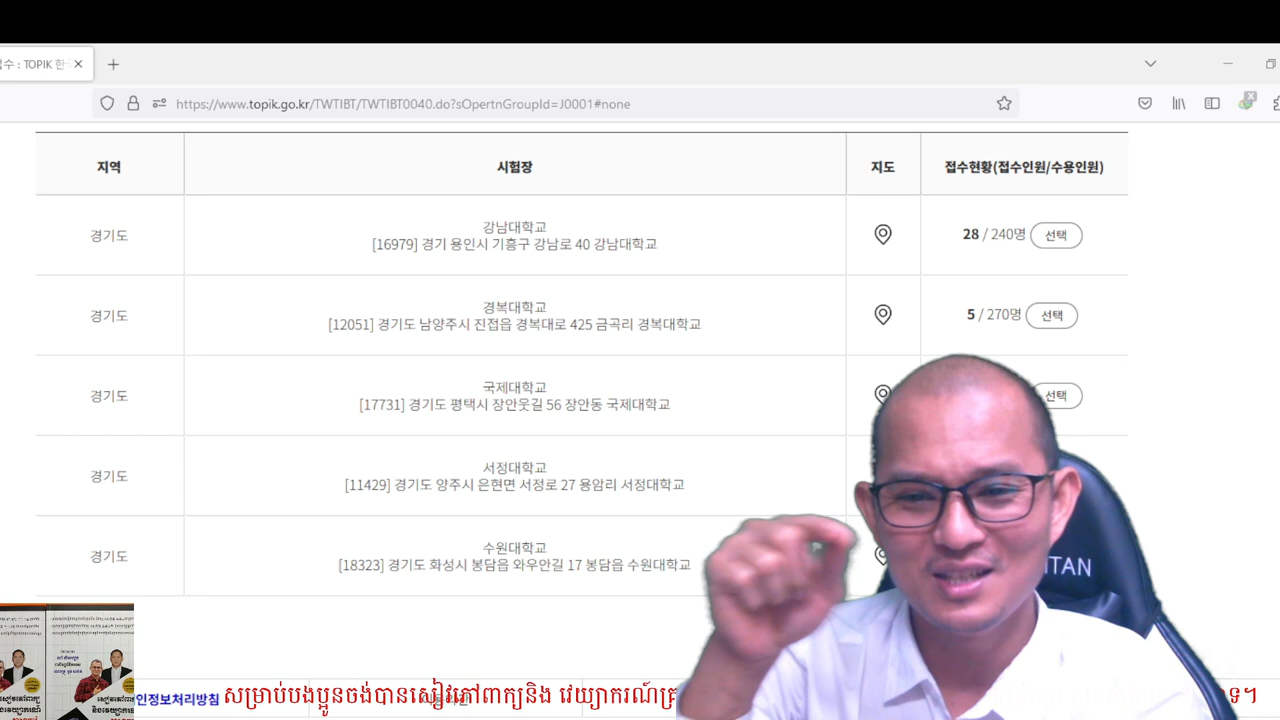 수 : TOPIK 한
https://www.topik.go.kr/TWTIBT/TWTIBT0040.do?sOpertnGroupId=J0001#none
지역 시험장 지도 접수현황(접수인원/수용인원)
경기도
강남대학교
[16979] 경기 용인시 기흥구 강남로 40 강남대학교
28 / 240명 선택
경기도
경복대학교
[12051] 경기도 남양주시 진접읍 경복대로 425 금곡리 경복대학교
5 / 270명 선택
경기도
국제대학교
[17731] 경기도 평택시 장안웃길 56 장안동 국제대학교
선택
경기도
서정대학교
[11429] 경기도 양주시 은현면 서정로 27 용암리 서정대학교
경기도
수원대학교
[18323] 경기도 화성시 봉담읍 와우안길 17 봉담읍 수원대학교
ITAN
인정보처리방침 សម្រាប់បងប្អូនចង់បានសៀវភៅពាក្យនិង វេយ្យាករណ៍